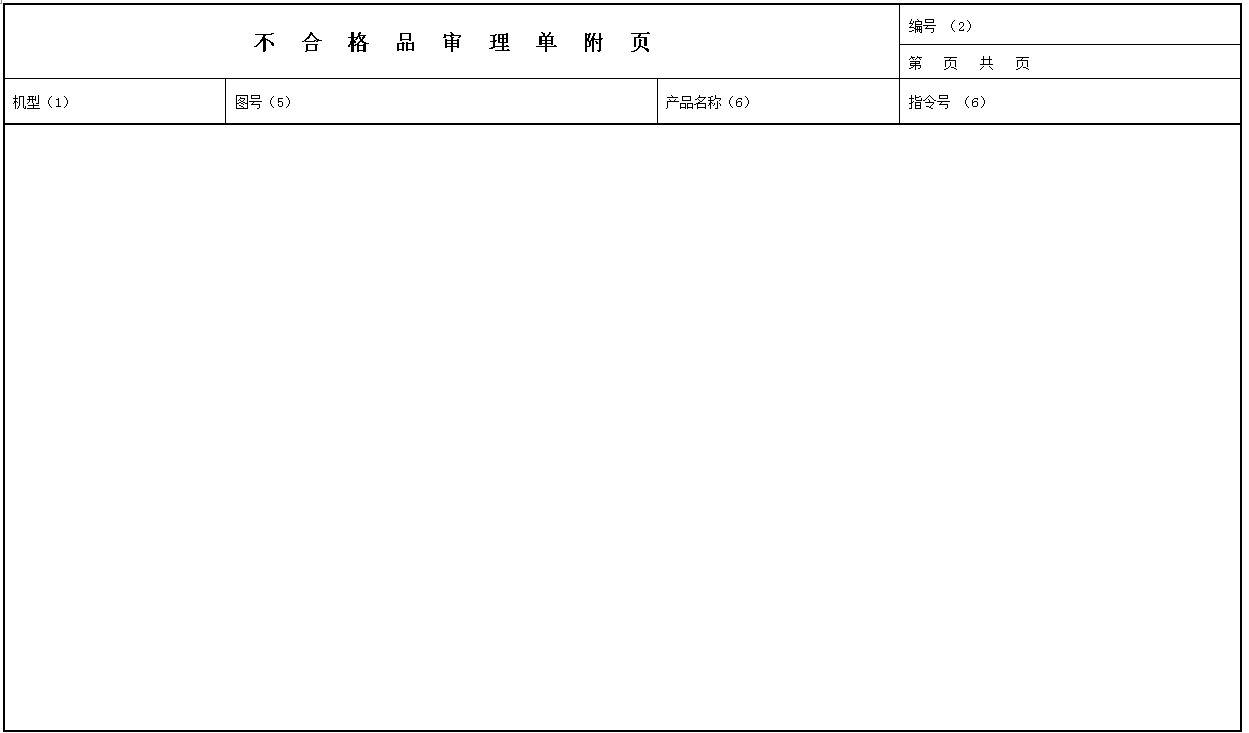 不 合 格 品 审 理 单 附 页
编号 （2）
第 页 共 页
机型（1）
图号（5）
产品名称（6）
指令号 （6）